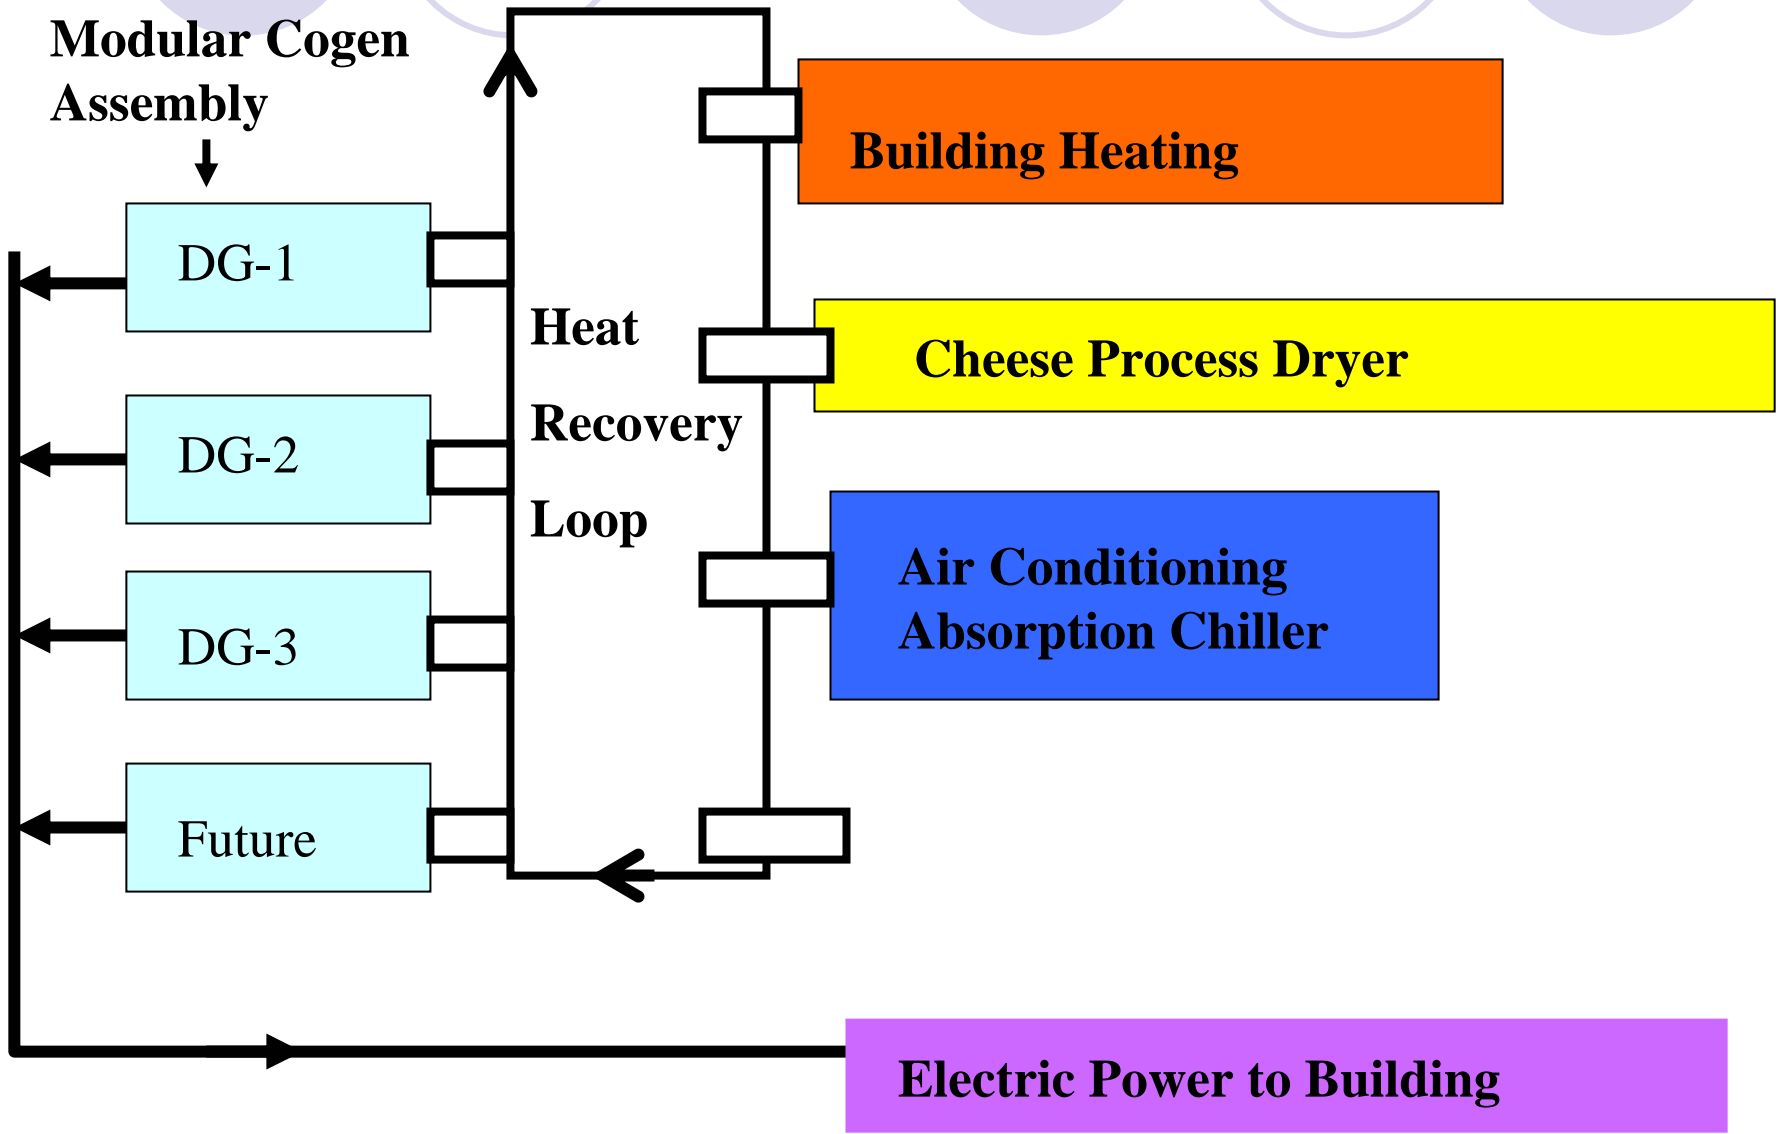 Modular Cogen
Assembly
Building Heating
DG-1
Heat
Cheese Process Dryer
Recovery
DG-2
Loop
Air Conditioning
Absorption Chiller
DG-3
Future
Electric Power to Building